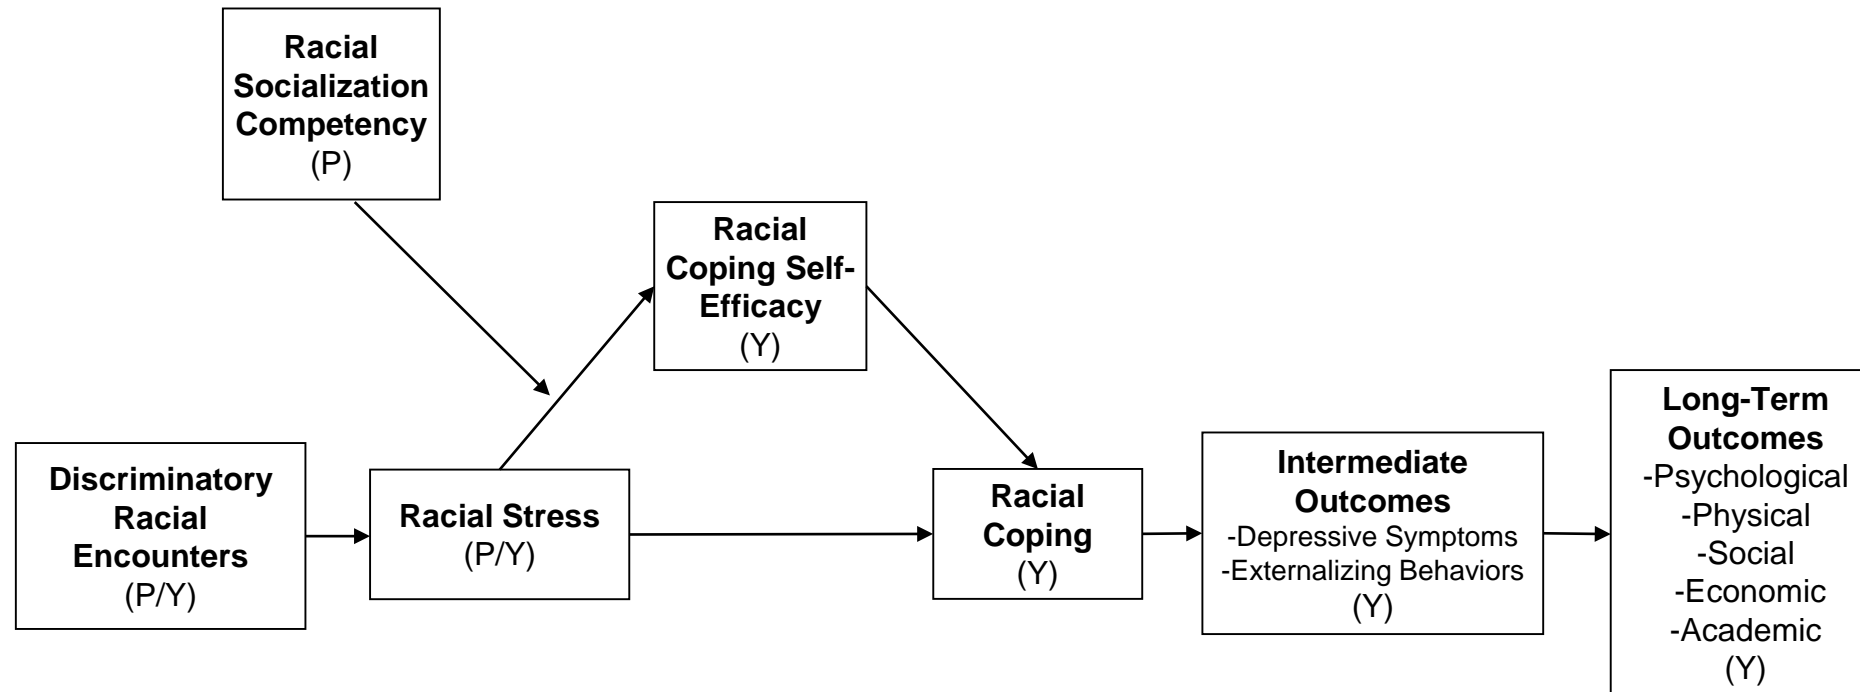 Racial
Socialization
Competency
(P)
Racial
Coping Self-
Efficacy
(Y)
Discriminatory
Racial
Encounters
(P/Y)
Racial Stress
(P/Y)
Racial
Coping
(Y)
Intermediate
Outcomes
-Depressive Symptoms
-Externalizing Behaviors
(Y)
Long-Term
Outcomes
-Psychological
-Physical
-Social
-Economic
-Academic
(Y)